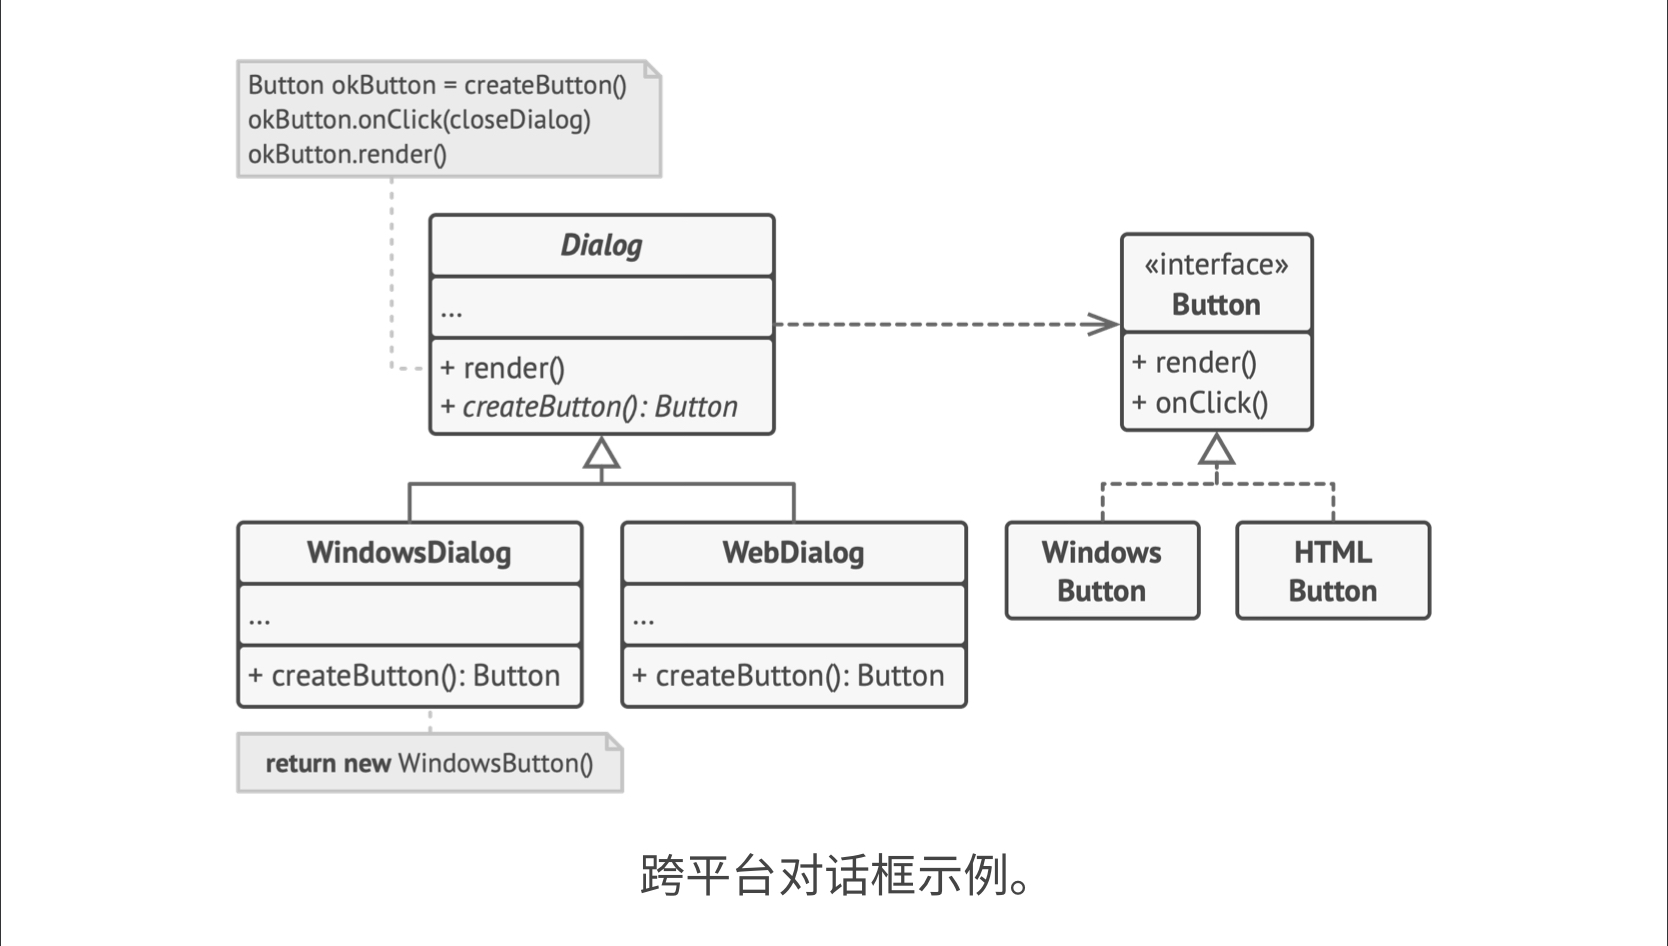 Button okButton = createButton()
okButton.onClick(closeDialog)
okButton.render()
Dialog
...
+ render()
+ createButton(): Button
«interface»
Button
+ render()
+ onClick()
WindowsDialog
...
+ createButton(): Button
WebDialog
...
+ createButton(): Button
Windows
Button
HTML
Button
return new WindowsButton()
跨平台对话框示例。